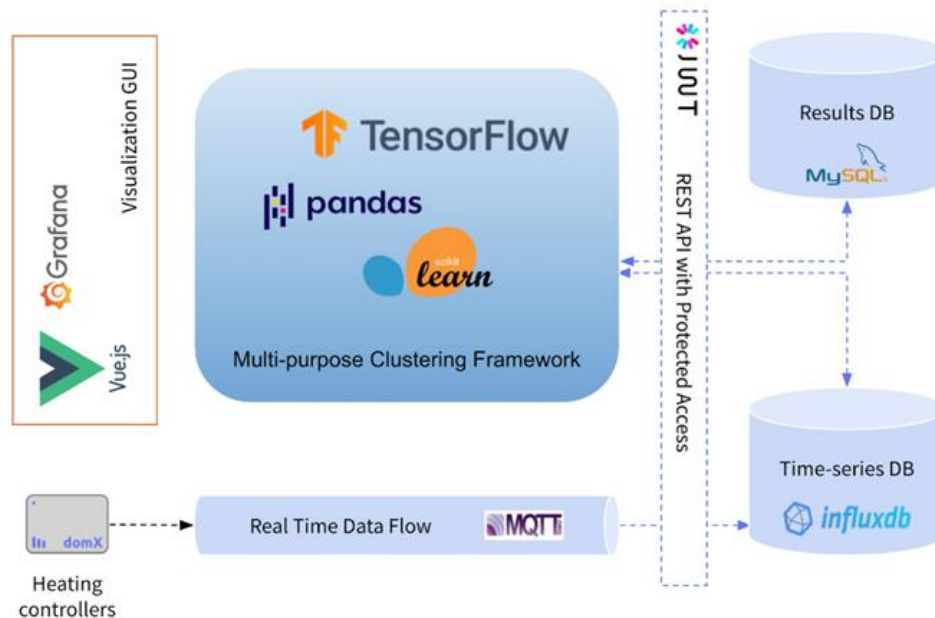 Visualization GUI
Grafana
Vue.js
TensorFlow
pandas
scikit
learn
Multi-purpose Clustering Framework
JWT
REST API with Protected Access
Results DB
MySQL
Time-series DB
influxdb
domX
Heating
controllers
Real Time Data Flow
MQTT